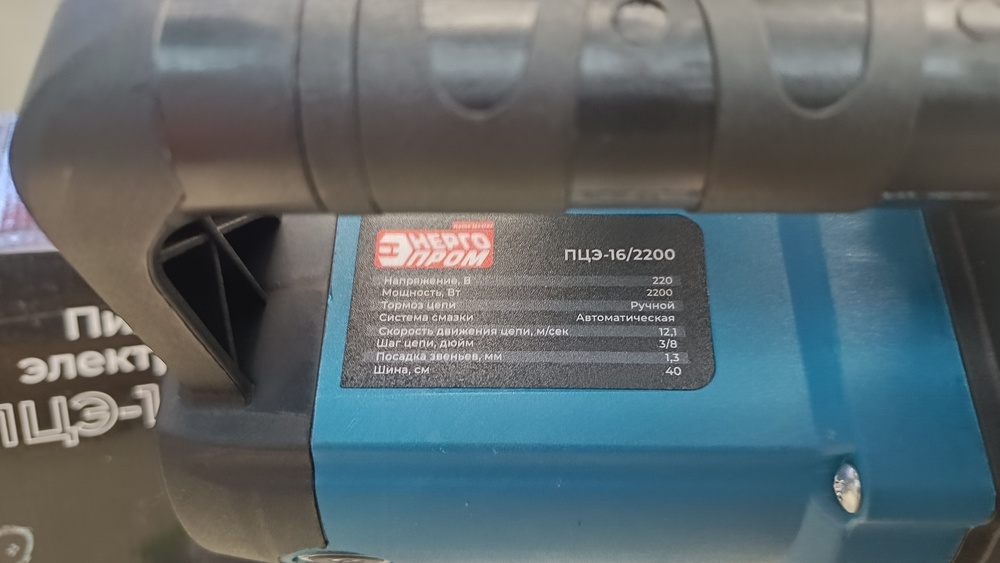 ЭНЕРГО
ПРОМ
ПЦЭ-16/2200
Напряжение, В 220
Мощность, Вт 2200
Тормоз цепи Ручной
Система смазки Автоматическая
Скорость движения цепи, м/сек 12,1
Шаг цепи, дюйм 3/8
Посадка звеньев, мм 1,3
Шина, см 40
Пи
элект
ПЦЭ-1